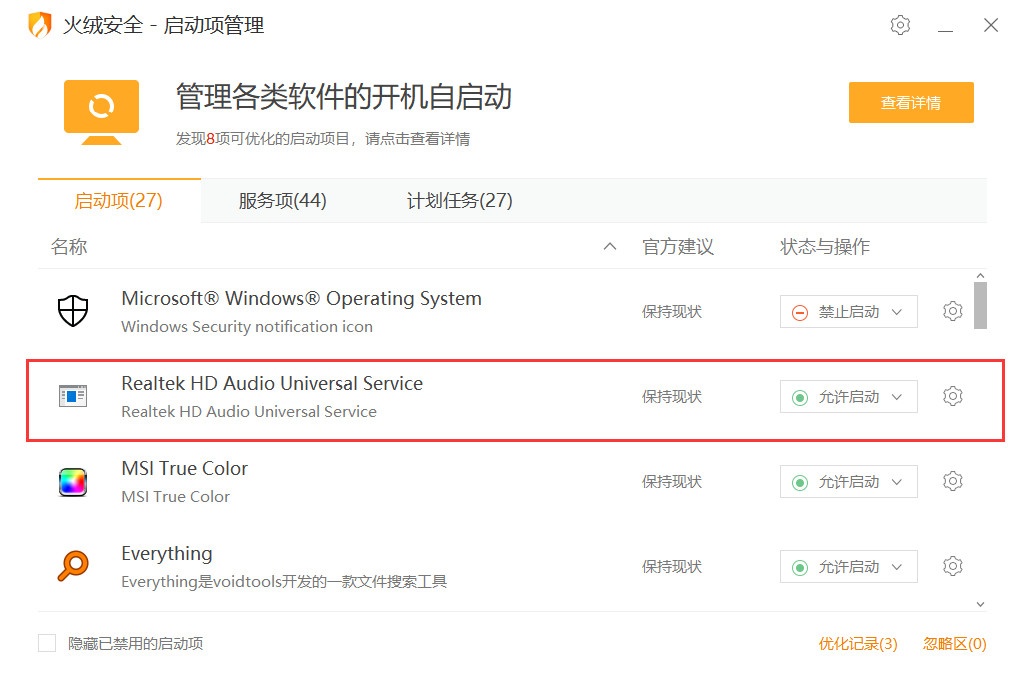 火绒安全 - 启动项管理
管理各类软件的开机自启动
查看详情
发现8项可优化的启动项目，请点击查看详情
启动项(27) 服务项(44) 计划任务(27)
名称 官方建议 状态与操作
Microsoft® Windows® Operating System
Windows Security notification icon
保持现状 禁止启动
Realtek HD Audio Universal Service
Realtek HD Audio Universal Service
保持现状 允许启动
MSI True Color
MSI True Color
保持现状 允许启动
Everything
Everything是voidtools开发的一款文件搜索工具
保持现状 允许启动
隐藏已禁用的启动项 优化记录(3) 忽略区(0)